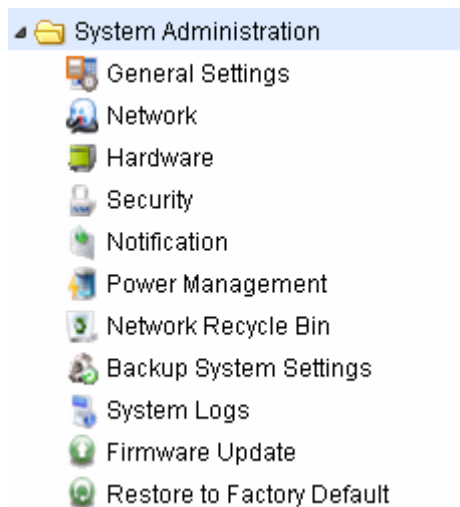 System Administration
General Settings
Network
Hardware
Security
Notification
Power Management
Network Recycle Bin
Backup System Settings
System Logs
Firmware Update
Restore to Factory Default